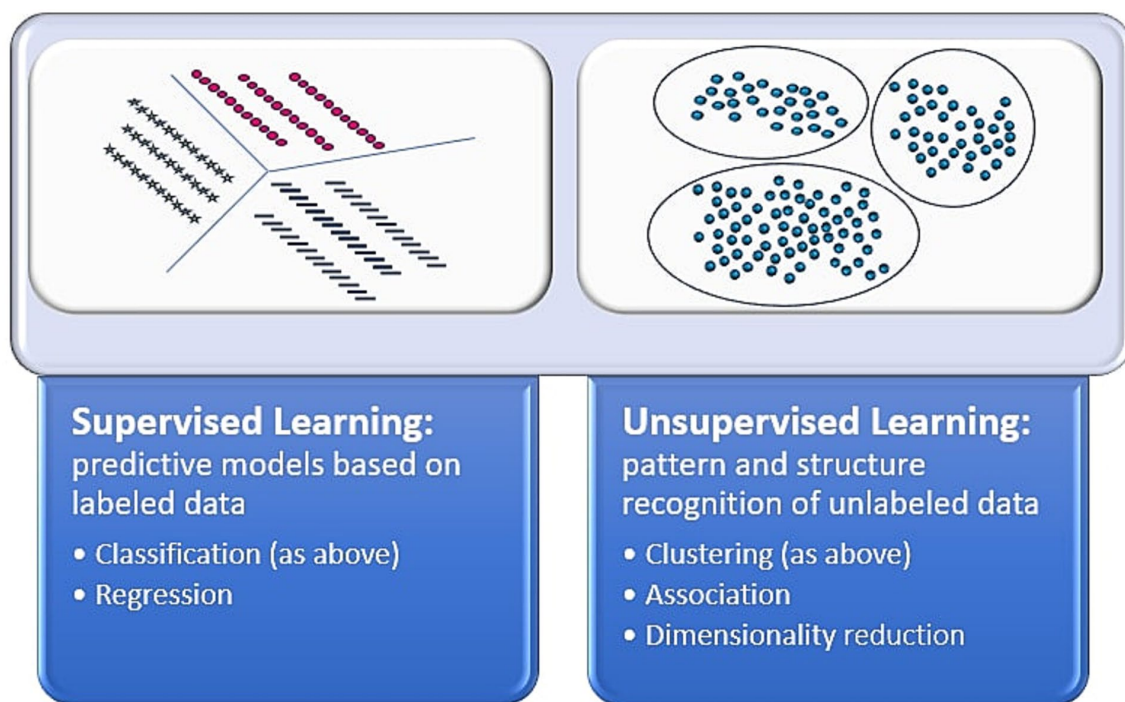 Supervised Learning:
predictive models based on
labeled data
• Classification (as above)
• Regression
Unsupervised Learning:
pattern and structure
recognition of unlabeled data
• Clustering (as above)
• Association
• Dimensionality reduction